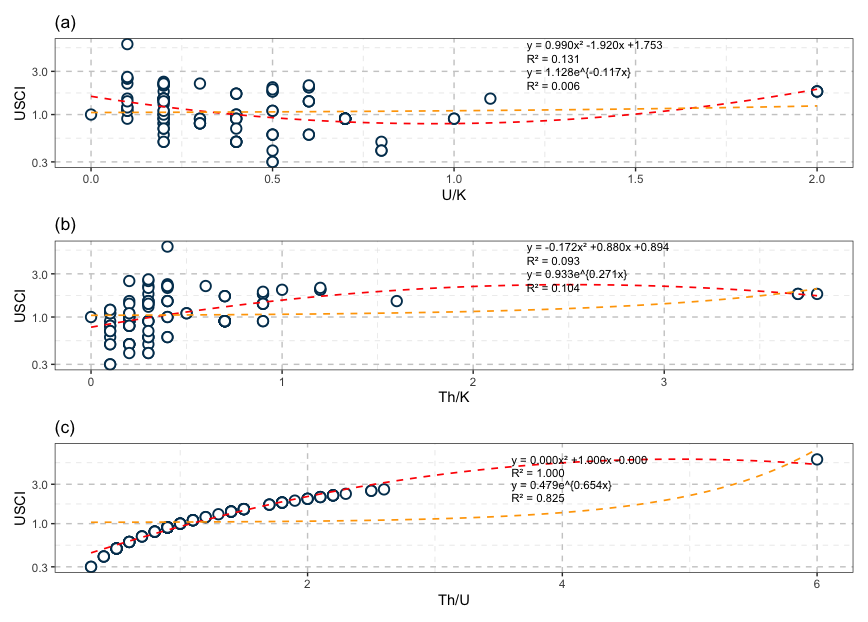 (a)
y = 0.990x² -1.920x +1.753
R² = 0.131
y = 1.128e^{-0.117x}
R² = 0.006
USCI
3.0
1.0
0.3
0.0
0.5
1.0
1.5
2.0
U/K
(b)
y = -0.172x² +0.880x +0.894
R² = 0.093
y = 0.933e^{0.271x}
R² = 0.104
USCI
3.0
1.0
0.3
0
1
2
3
Th/K
(c)
y = 0.000x² +1.000x -0.000
R² = 1.000
y = 0.479e^{0.654x}
R² = 0.825
USCI
3.0
1.0
0.3
2
4
6
Th/U